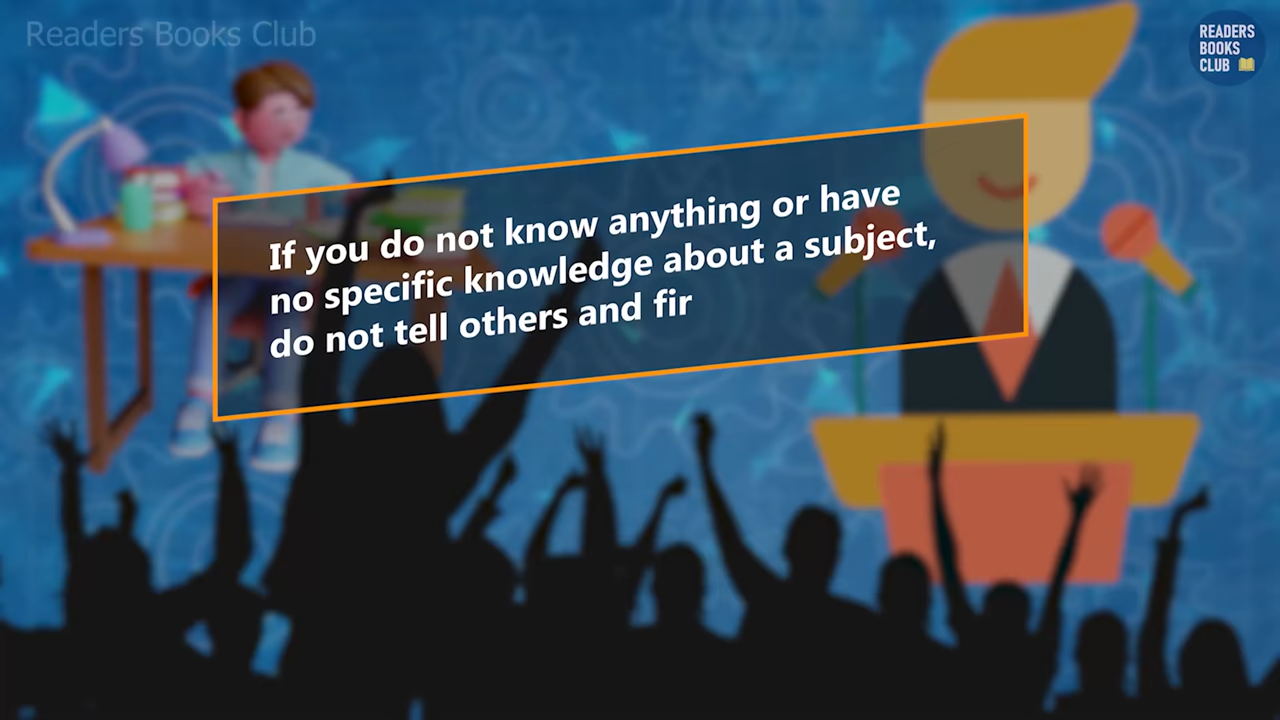 Readers Books Club
READERS
BOOKS
CLUB
If you do not know anything or have
no specific knowledge about a subject,
do not tell others and fir